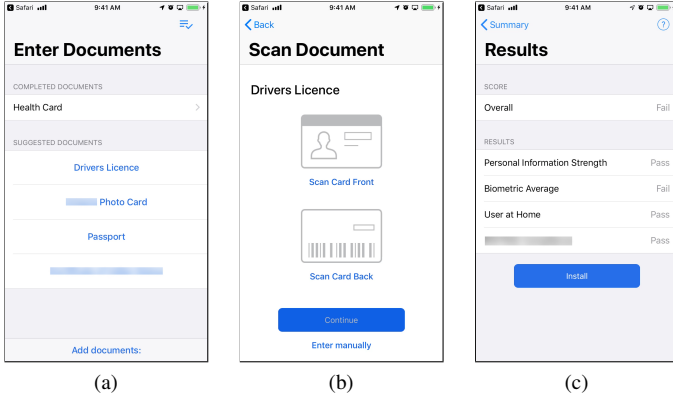 Safari 9:41 AM
Enter Documents
COMPLETED DOCUMENTS
Health Card
SUGGESTED DOCUMENTS
Drivers Licence
Photo Card
Passport
Add documents:
(a)
Safari 9:41 AM
Back
Scan Document
Drivers Licence
Scan Card Front
Scan Card Back
Continue
Enter manually
(b)
Safari 9:41 AM
Summary ?
Results
SCORE
Overall Fail
RESULTS
Personal Information Strength Pass
Biometric Average Fail
User at Home Pass
Pass
Install
(c)